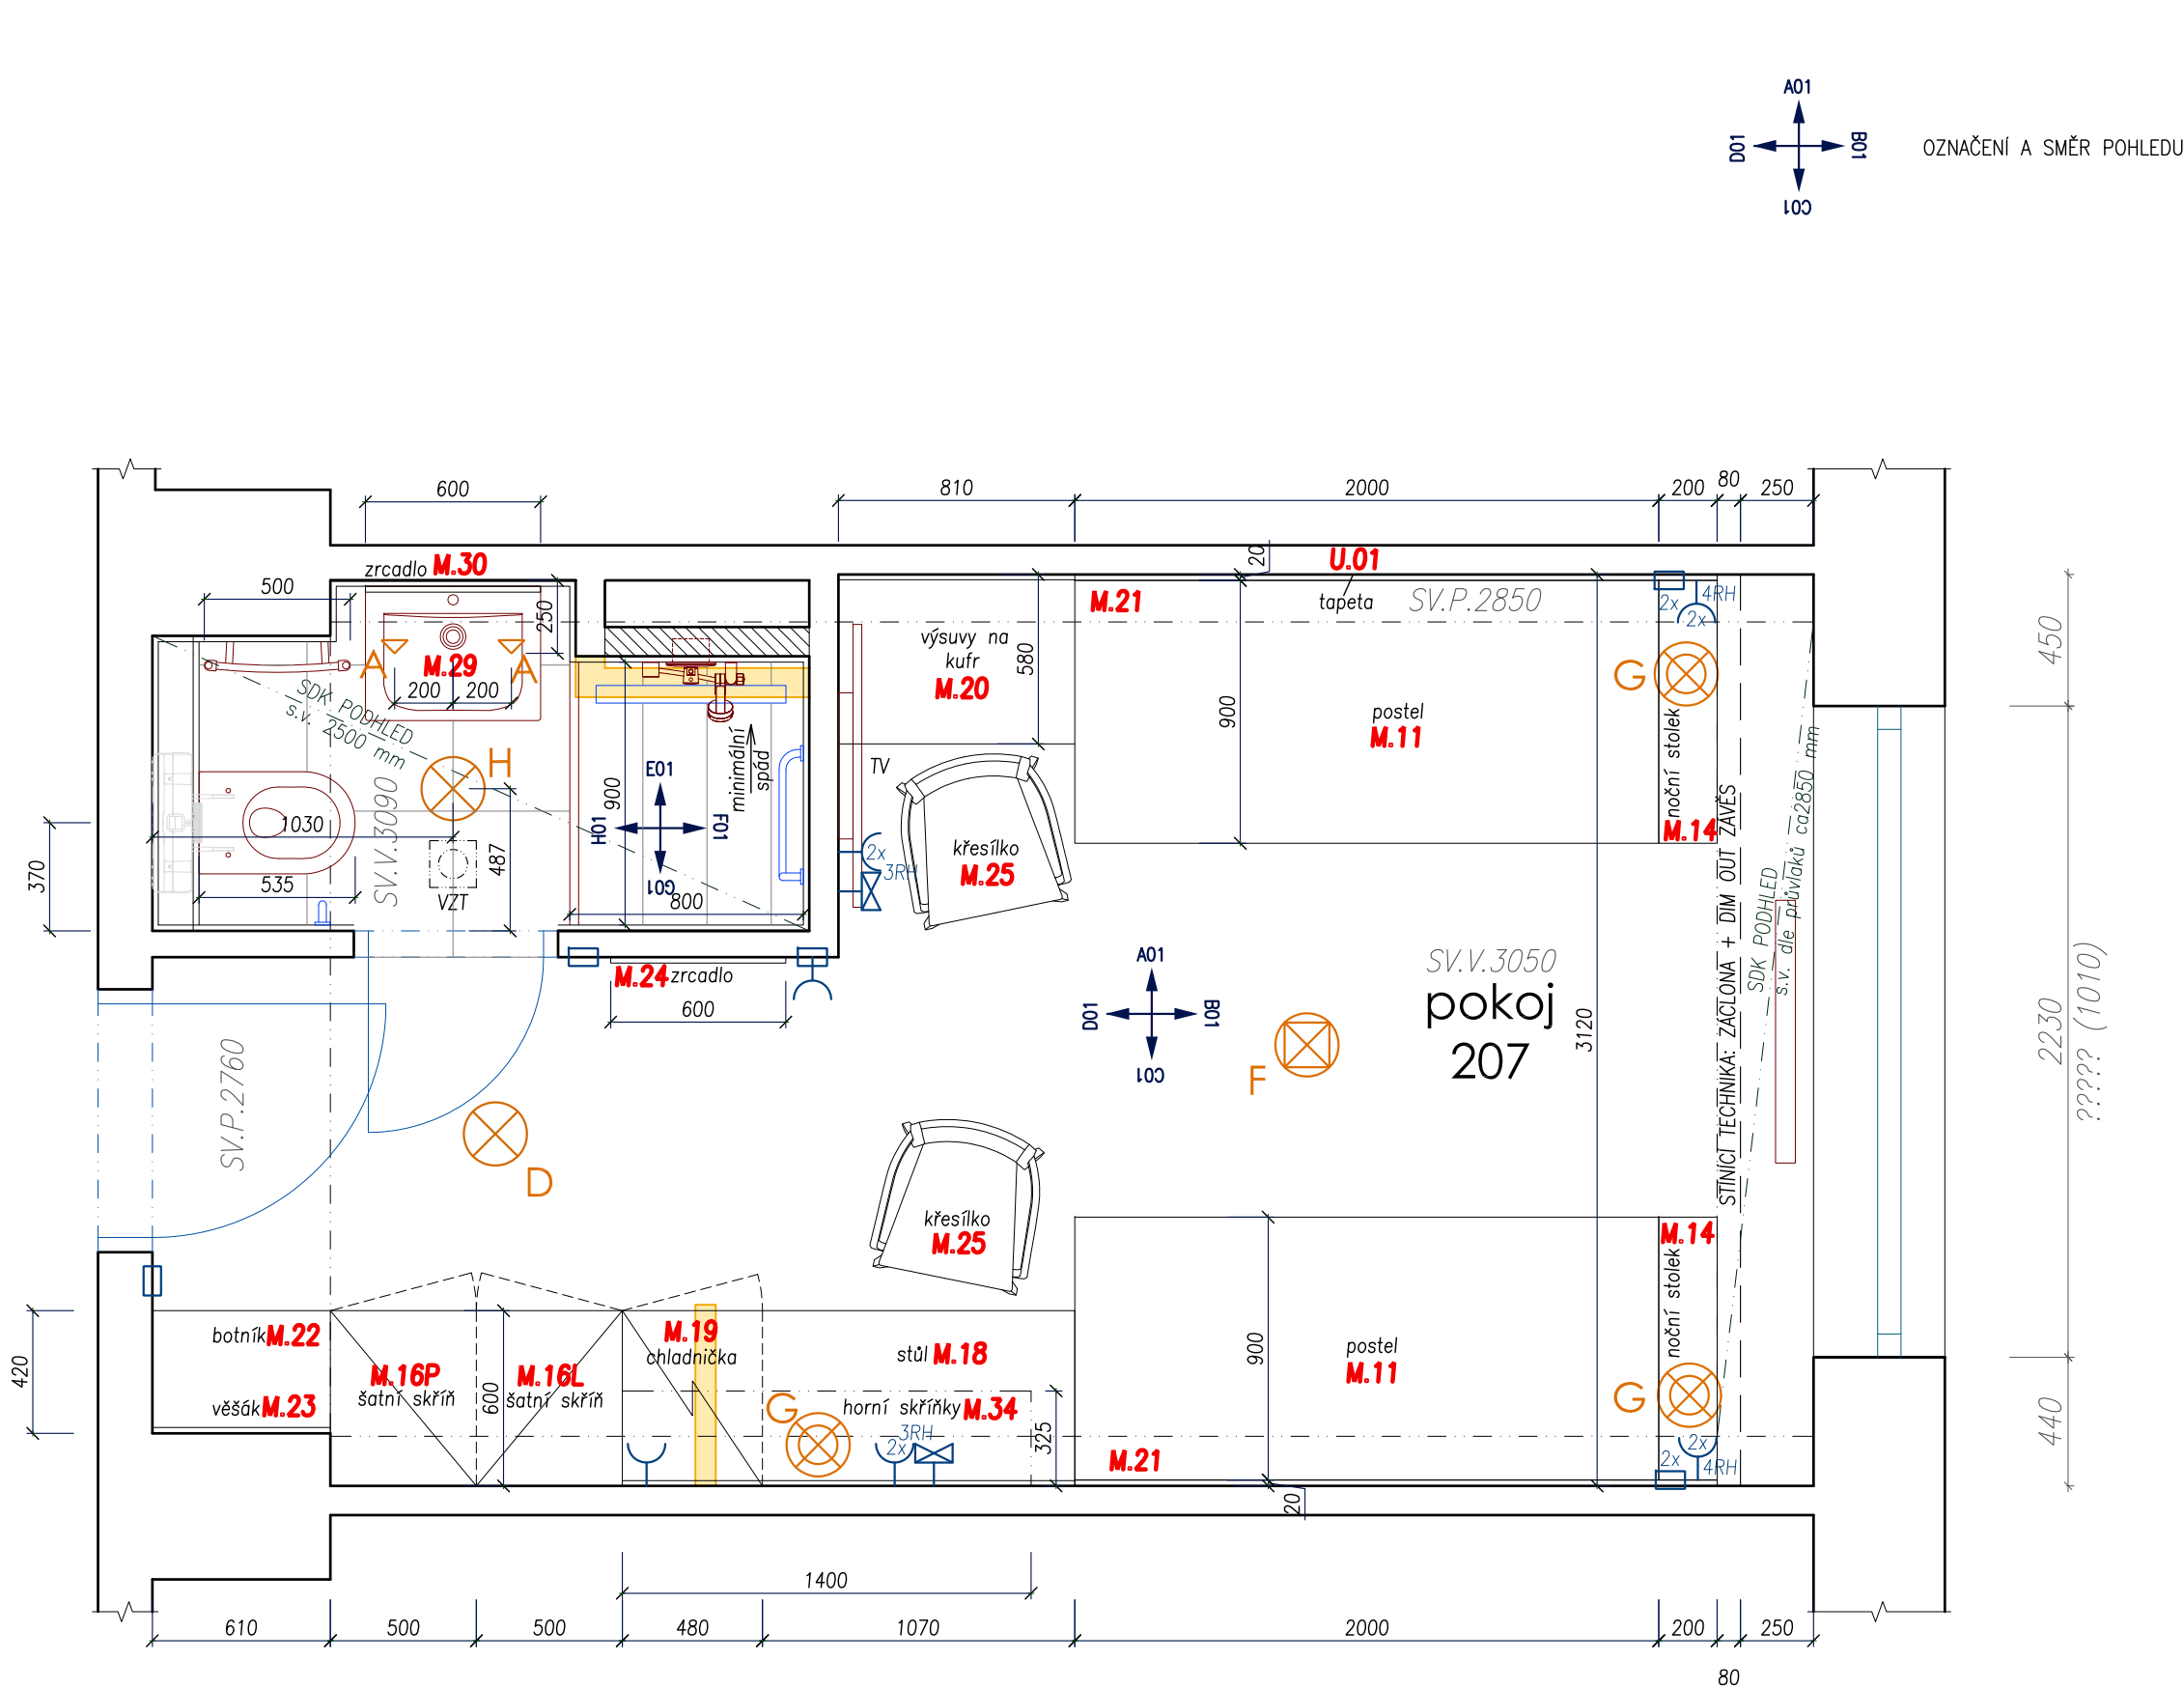 A01
D01
B01
C01
OZNAČENÍ A SMĚR POHLEDU
600
810
2000
200
80
250
zrcadlo M.30
500
250
20
U.01
tapeta
SV.P.2850
M.21
2x
4RH
2x
450
výsuvy na
kufr
M.20
580
A
M.29
A
200
200
SDK PODHLED
s.v. 2500 mm
G
postel
M.11
900
noční stolek
M.14
minimální
spád
TV
H
E01
H01
F01
G01
900
800
1030
SV.V.3090
487
535
VZT
370
2x
3RH
křesílko
M.25
STÍNÍCÍ TECHNIKA: ZÁCLONA + DIM OUT ZÁVĚS
SDK PODHLED
s.v. dle průvlaků ca2850 mm
M.24 zrcadlo
600
A01
D01
B01
C01
SV.V.3050
pokoj
207
3120
F
2230
????? (1010)
SV.P.2760
D
křesílko
M.25
M.14
noční stolek
botník M.22
věšák M.23
420
M.16P
šatní skříň
600
M.16L
šatní skříň
M.19
chladnička
stůl M.18
G
horní skříňky M.34
3RH
2x
325
900
postel
M.11
G
2x
2x
4RH
M.21
20
440
1400
610
500
500
480
1070
2000
200
250
80